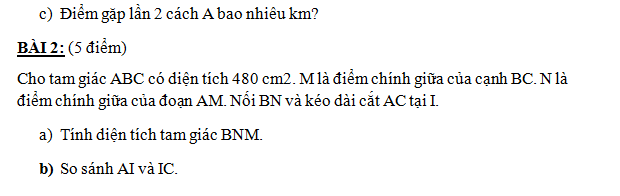 c) Điểm gặp lần 2 cách A bao nhiêu km?
BÀI 2: (5 điểm)
Cho tam giác ABC có diện tích 480 cm2. M là điểm chính giữa của cạnh BC. N là
điểm chính giữa của đoạn AM. Nối BN và kéo dài cắt AC tại I.
a) Tính diện tích tam giác BNM.
b) So sánh AI và IC.